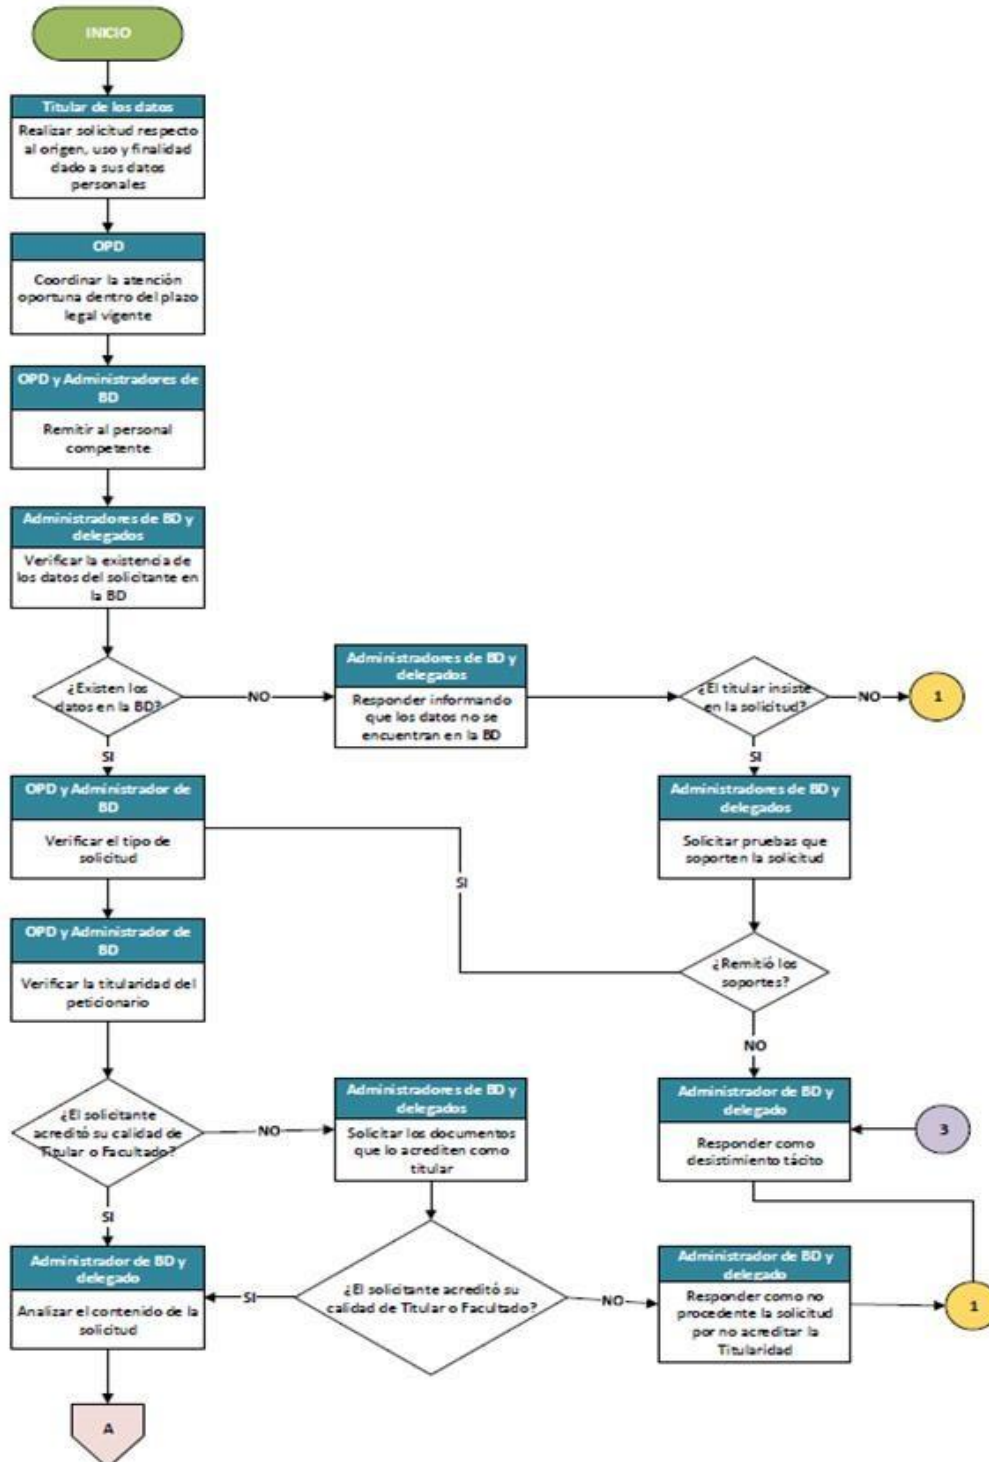 INICIO
Titular de los datos
Realizar solicitud respecto
al origen, uso y finalidad
dado a sus datos
personales
OPD
Coordinar la atención
oportuna dentro del plazo
legal vigente
OPD y Administradores de
BD
Remitir al personal
competente
Administradores de BD y
delegados
Verificar la existencia de
los datos del solicitante en
la BD
¿Existen los
datos en la BD?
NO
Administradores de BD y
delegados
Responder informando
que los datos no se
encuentran en la BD
¿El titular insiste
en la solicitud?
NO
1
SI
SI
OPD y Administrador de
BD
Verificar el tipo de
solicitud
Administradores de BD y
delegados
Solicitar pruebas que
soporten la solicitud
SI
OPD y Administrador de
BD
Verificar la titularidad del
peticionario
¿Remitió los
soportes?
NO
¿El solicitante
acreditó su calidad de
Titular o Facultado?
NO
Administradores de BD y
delegados
Solicitar los documentos
que lo acrediten como
titular
Administrador de BD y
delegado
Responder como
desistimiento tácito
3
SI
Administrador de BD y
delegado
Analizar el contenido de la
solicitud
SI
¿El solicitante acreditó su
calidad de Titular o Facultado?
NO
Administrador de BD y
delegado
Responder como no
procedente la solicitud
por no acreditar la
Titularidad
1
A